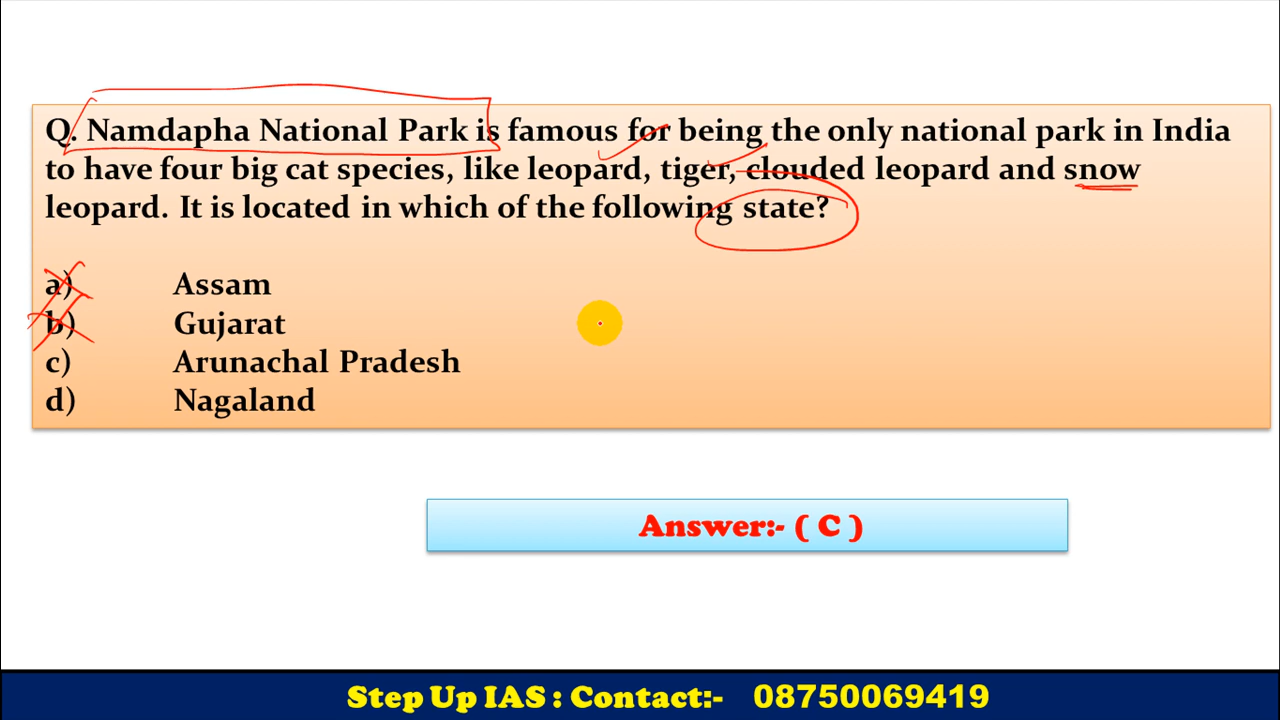 Q. Namdapha National Park is famous for being the only national park in India
to have four big cat species, like leopard, tiger, clouded leopard and snow
leopard. It is located in which of the following state?
a) Assam
b) Gujarat
c) Arunachal Pradesh
d) Nagaland
Answer:- ( C )
Step Up IAS : Contact:- 08750069419